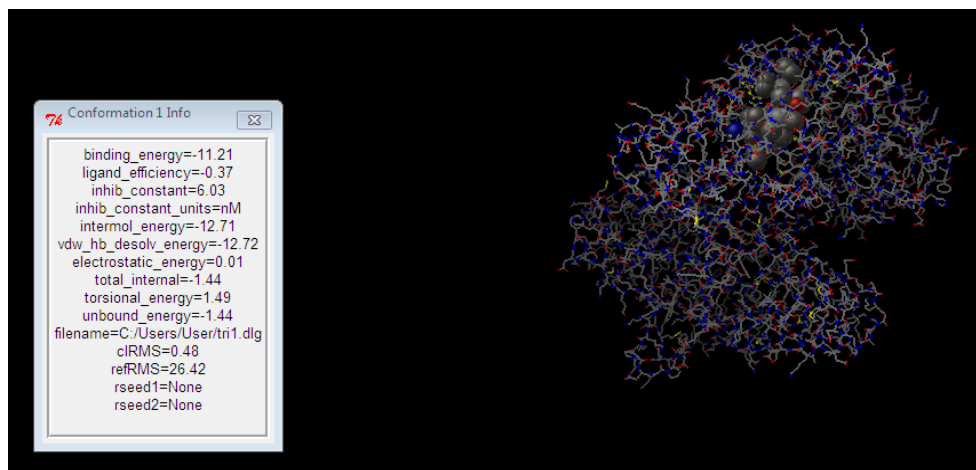 Conformation 1 Info
binding_energy=-11.21
ligand_efficiency=-0.37
inhib_constant=6.03
inhib_constant_units=nM
intermol_energy=-12.71
vdw_hb_desolv_energy=-12.72
electrostatic_energy=0.01
total_internal=-1.44
torsional_energy=1.49
unbound_energy=-1.44
filename=C:/Users/User/tri1.dlg
clRMS=0.48
refRMS=26.42
rseed1=None
rseed2=None